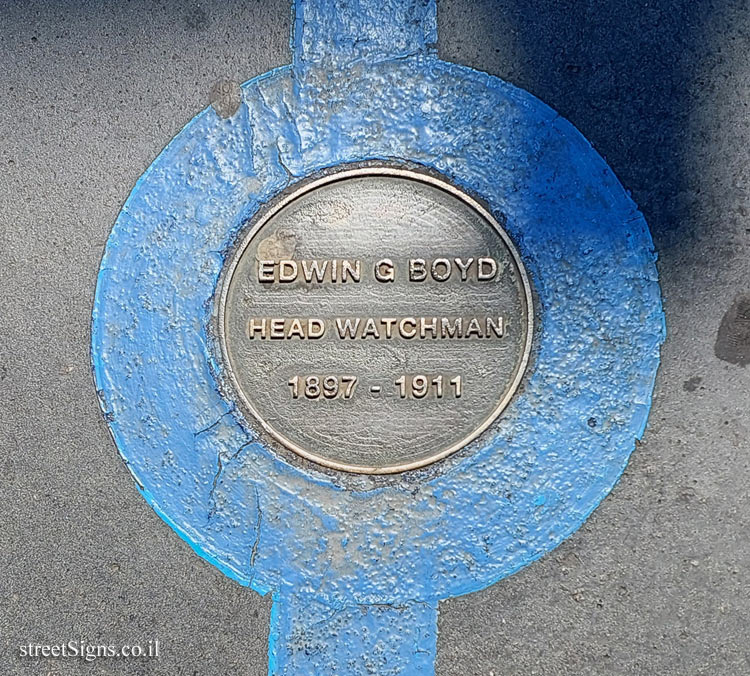 EDWIN G BOYD
HEAD WATCHMAN
1897 - 1911
streetSigns.co.il